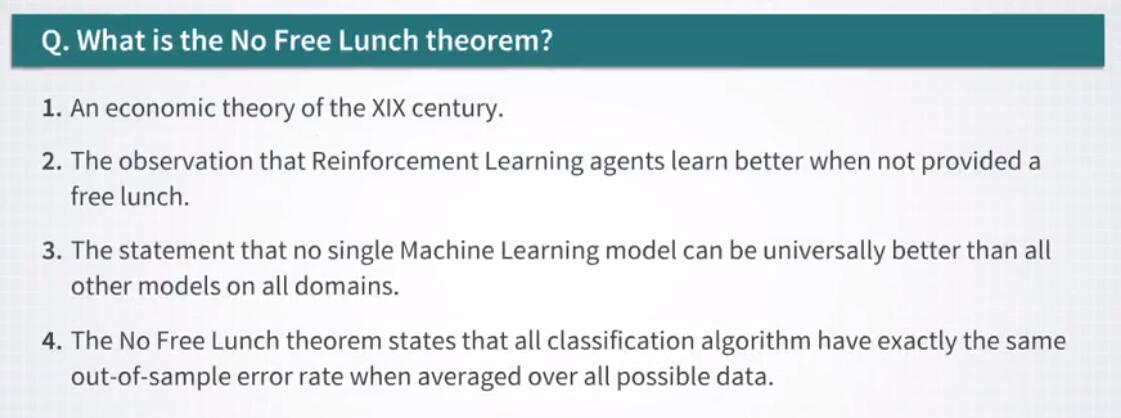 Q. What is the No Free Lunch theorem?
1. An economic theory of the XIX century.
2. The observation that Reinforcement Learning agents learn better when not provided a
free lunch.
3. The statement that no single Machine Learning model can be universally better than all
other models on all domains.
4. The No Free Lunch theorem states that all classification algorithm have exactly the same
out-of-sample error rate when averaged over all possible data.